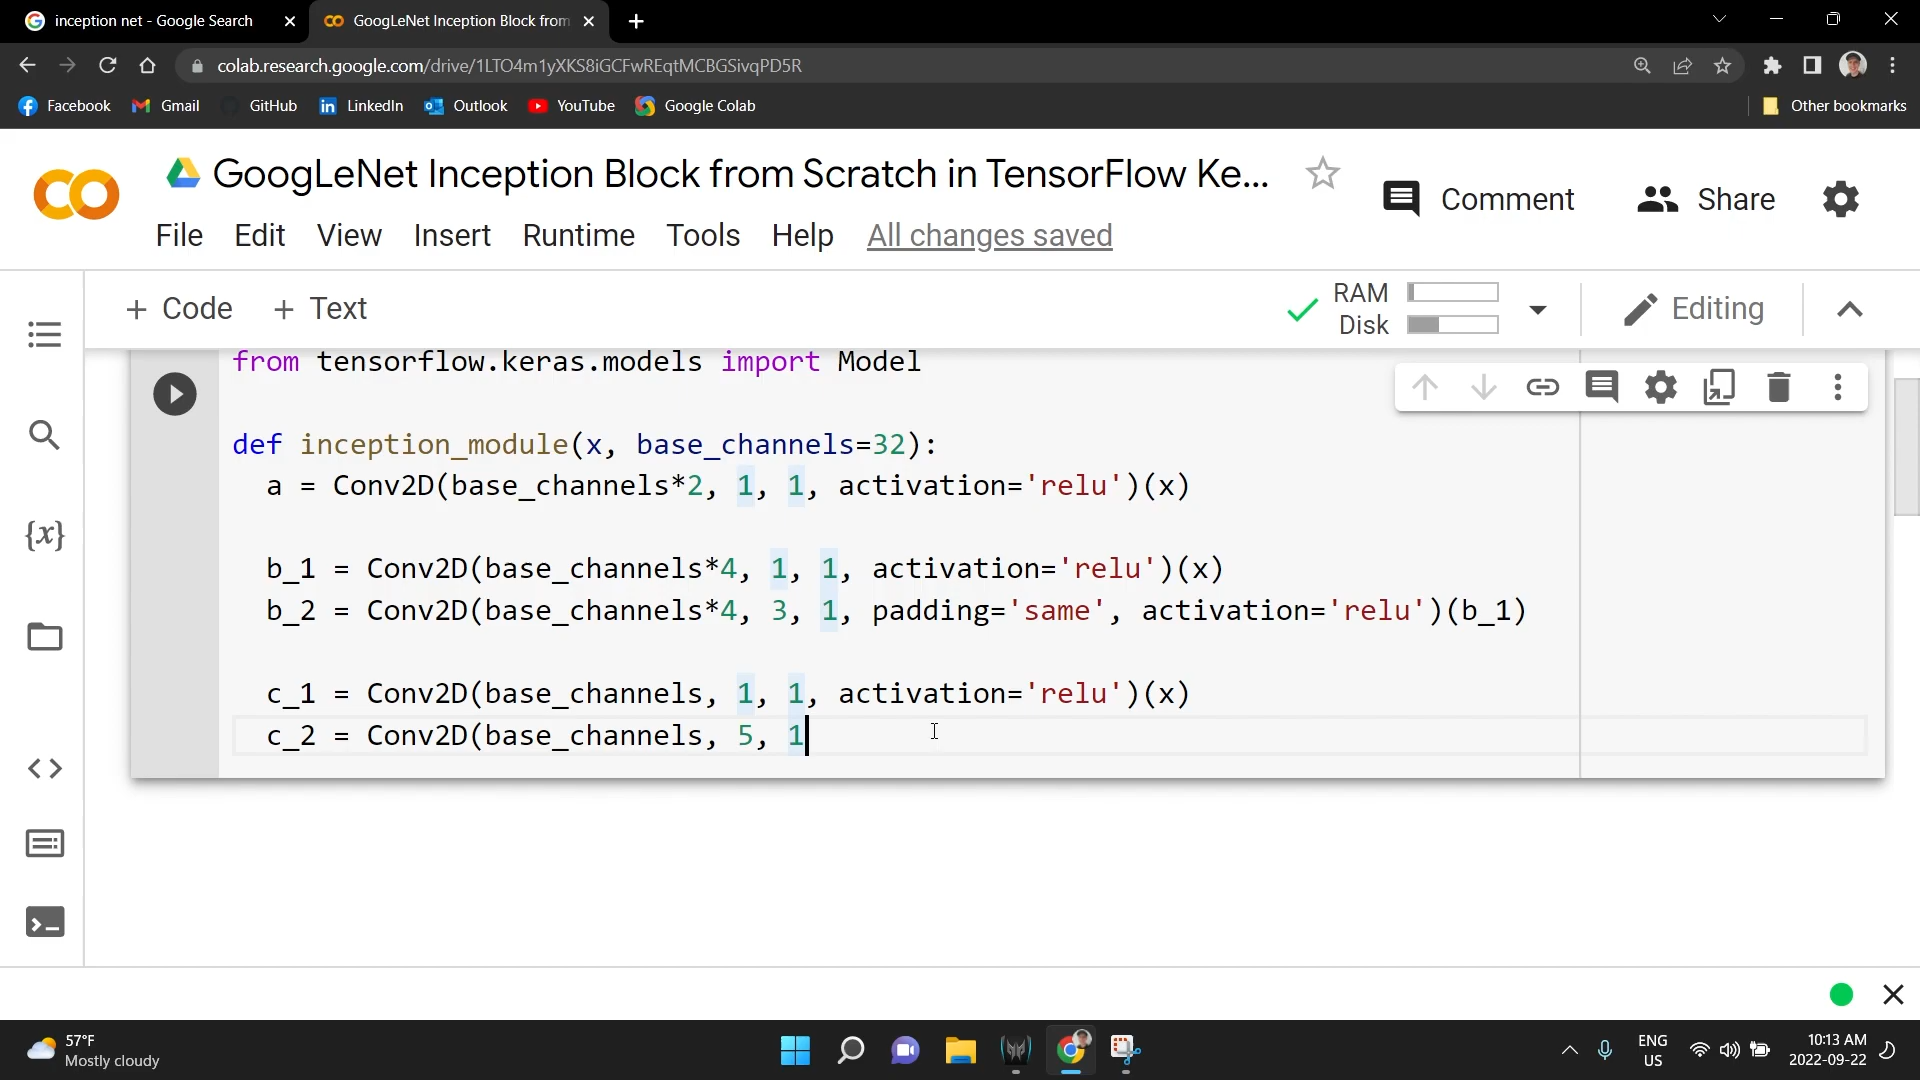 inception net - Google Search
GoogLeNet Inception Block from
colab.research.google.com/drive/1LTO4m1yXKS8iGCFwREqtMCBGSivqPD5R
Facebook Gmail GitHub LinkedIn Outlook YouTube Google Colab Other bookmarks
GoogLeNet Inception Block from Scratch in TensorFlow Ke...
Comment Share
File Edit View Insert Runtime Tools Help All changes saved
+ Code + Text
RAM
Disk
Editing
from tensorflow.keras.models import Model
def inception_module(x, base_channels=32):
a = Conv2D(base_channels*2, 1, 1, activation='relu')(x)
b_1 = Conv2D(base_channels*4, 1, 1, activation='relu')(x)
b_2 = Conv2D(base_channels*4, 3, 1, padding='same', activation='relu')(b_1)
c_1 = Conv2D(base_channels, 1, 1, activation='relu')(x)
c_2 = Conv2D(base_channels, 5, 1
{x}
57°F
Mostly cloudy
ENG
US
10:13 AM
2022-09-22